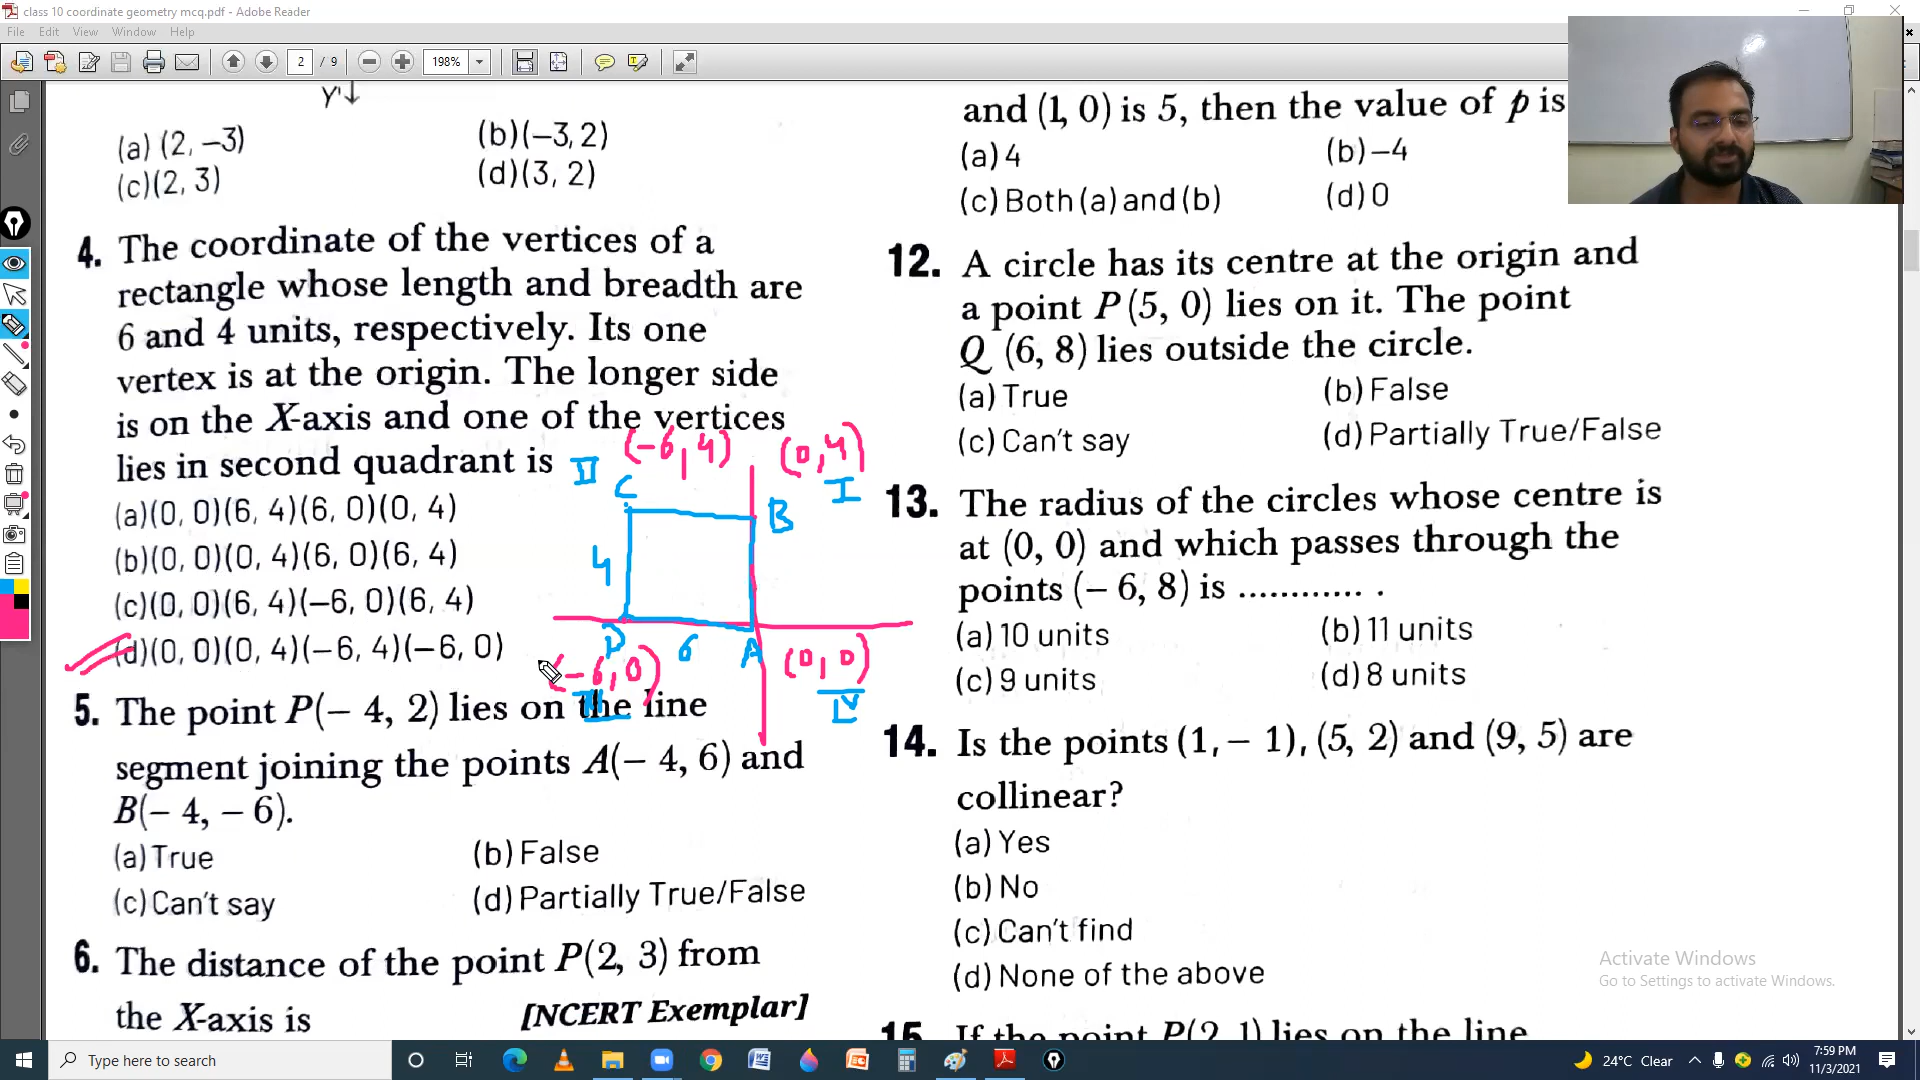 class 10 coordinate geometry mcq.pdf - Adobe Reader
File Edit View Window Help
2 / 9 198%
Y'↓
(a) (2, –3) (b) (–3, 2)
(c) (2, 3) (d) (3, 2)
4. The coordinate of the vertices of a
rectangle whose length and breadth are
6 and 4 units, respectively. Its one
vertex is at the origin. The longer side
is on the X-axis and one of the vertices
lies in second quadrant is
(a) (0, 0) (6, 4) (6, 0) (0, 4)
(b) (0, 0) (0, 4) (6, 0) (6, 4)
(c) (0, 0) (6, 4) (–6, 0) (6, 4)
(d) (0, 0) (0, 4) (–6, 4) (–6, 0)
(-6, 4) (0, 4)
II C I
B
4
D 6 A
(-6, 0) (0, 0)
IV
5. The point P(– 4, 2) lies on the line
segment joining the points A(– 4, 6) and
B(– 4, – 6).
(a) True (b) False
(c) Can't say (d) Partially True/False
6. The distance of the point P(2, 3) from
the X-axis is [NCERT Exemplar]
and (1, 0) is 5, then the value of p is
(a) 4 (b) –4
(c) Both (a) and (b) (d) 0
12. A circle has its centre at the origin and
a point P (5, 0) lies on it. The point
Q (6, 8) lies outside the circle.
(a) True (b) False
(c) Can't say (d) Partially True/False
13. The radius of the circles whose centre is
at (0, 0) and which passes through the
points (– 6, 8) is ............ .
(a) 10 units (b) 11 units
(c) 9 units (d) 8 units
14. Is the points (1, – 1), (5, 2) and (9, 5) are
collinear?
(a) Yes
(b) No
(c) Can't find
(d) None of the above
15. If the point P(2, 1) lies on the line
Activate Windows
Go to Settings to activate Windows.
Type here to search
24°C Clear
7:59 PM
11/3/2021